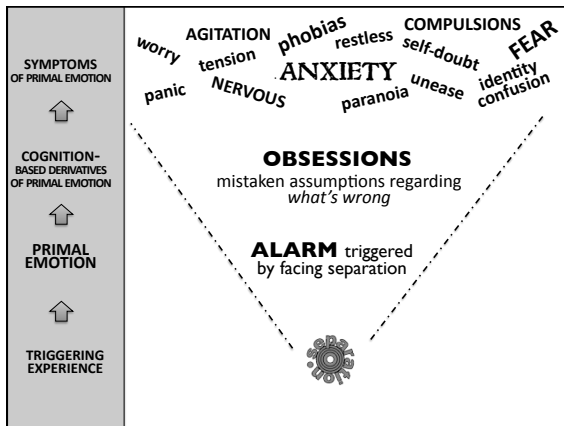 SYMPTOMS
OF PRIMAL EMOTION
COGNITION-
BASED DERIVATIVES
OF PRIMAL EMOTION
PRIMAL
EMOTION
TRIGGERING
EXPERIENCE
worry
AGITATION
phobias
restless
COMPULSIONS
FEAR
tension
self-doubt
ANXIETY
panic
NERVOUS
paranoia
unease
identity
confusion
OBSESSIONS
mistaken assumptions regarding
what's wrong
ALARM triggered
by facing separation
separation